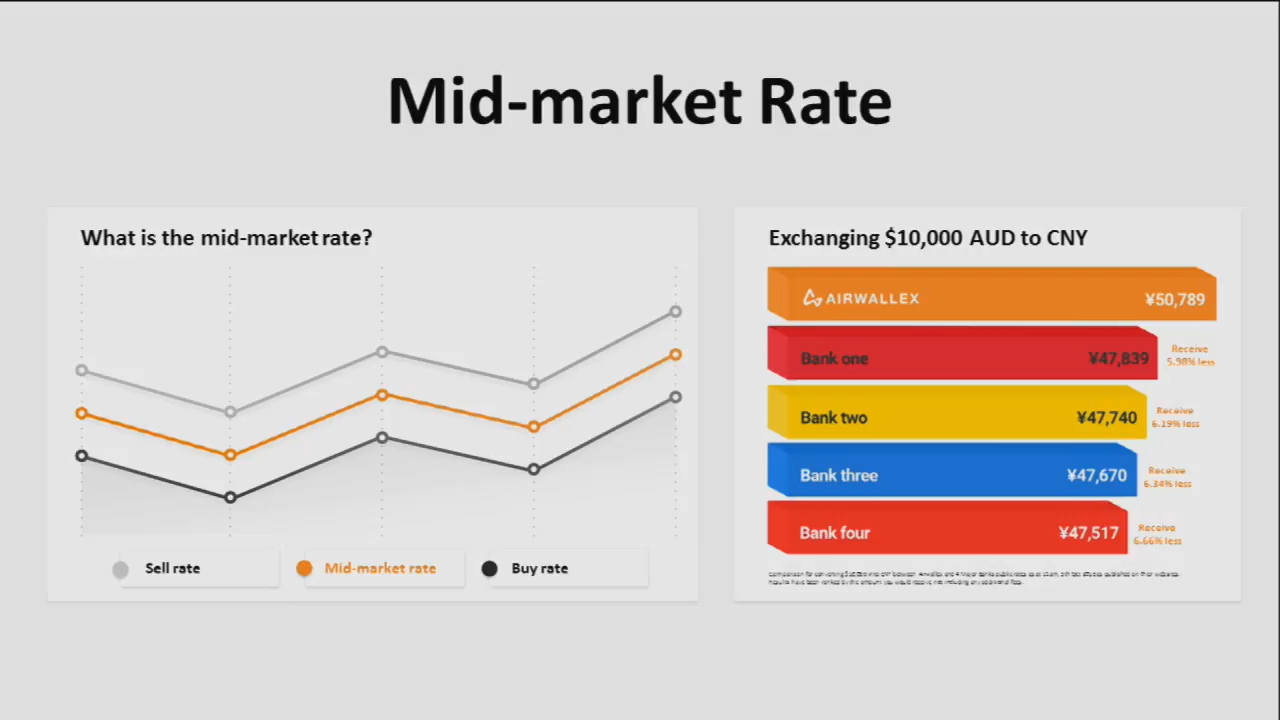 Mid-market Rate
What is the mid-market rate?
Sell rate
Mid-market rate
Buy rate
Exchanging $10,000 AUD to CNY
AIRWALLEX
¥50,789
Bank one
¥47,839
Receive
5.98% less
Bank two
¥47,740
Receive
6.19% less
Bank three
¥47,670
Receive
6.34% less
Bank four
¥47,517
Receive
6.66% less